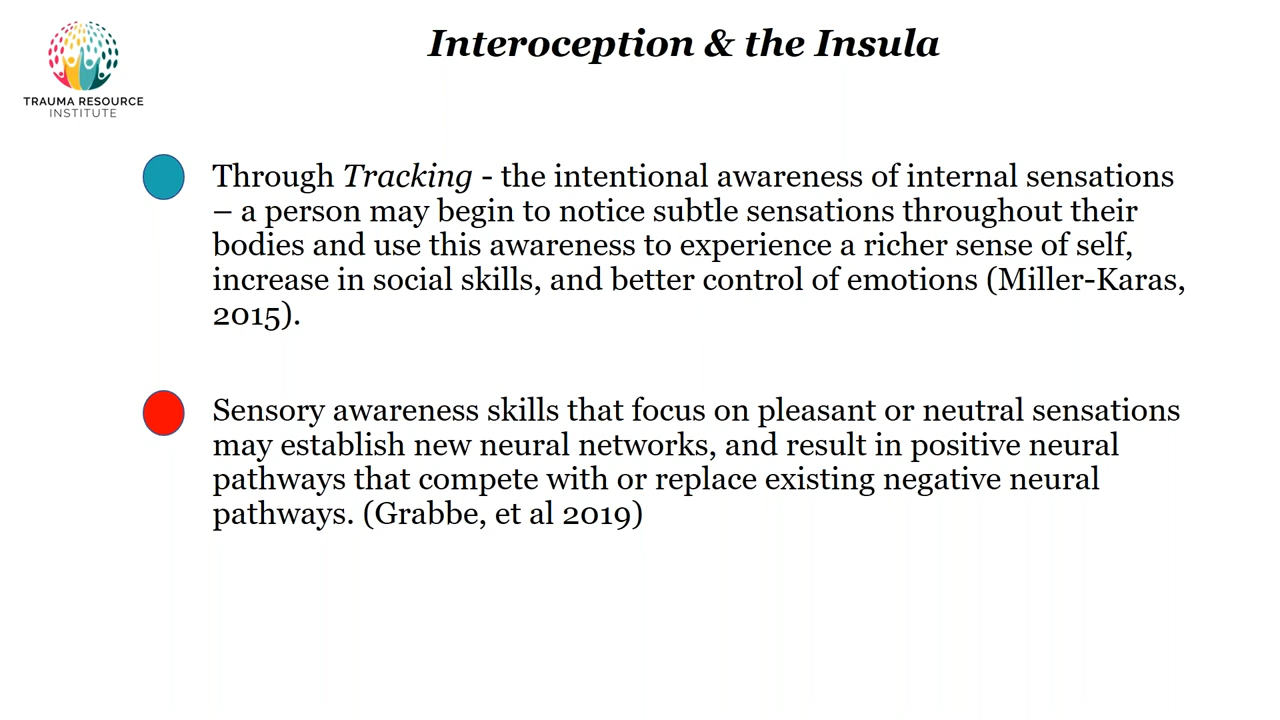 Interoception & the Insula
TRAUMA RESOURCE
INSTITUTE
Through Tracking - the intentional awareness of internal sensations
– a person may begin to notice subtle sensations throughout their
bodies and use this awareness to experience a richer sense of self,
increase in social skills, and better control of emotions (Miller-Karas,
2015).
Sensory awareness skills that focus on pleasant or neutral sensations
may establish new neural networks, and result in positive neural
pathways that compete with or replace existing negative neural
pathways. (Grabbe, et al 2019)